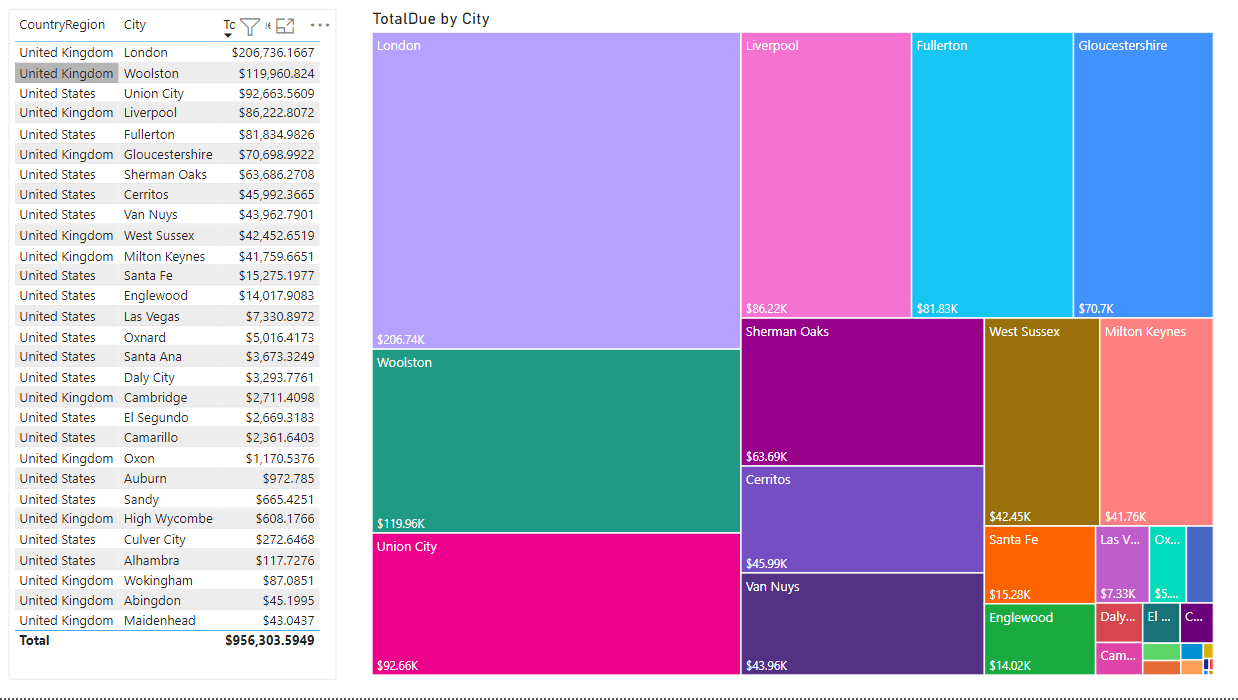 CountryRegion City To
United Kingdom London $206,736.1667
United Kingdom Woolston $119,960.824
United States Union City $92,663.5609
United Kingdom Liverpool $86,222.8072
United States Fullerton $81,834.9826
United Kingdom Gloucestershire $70,698.9922
United States Sherman Oaks $63,686.2708
United States Cerritos $45,992.3665
United States Van Nuys $43,962.7901
United Kingdom West Sussex $42,452.6519
United Kingdom Milton Keynes $41,759.6651
United States Santa Fe $15,275.1977
United States Englewood $14,017.9083
United States Las Vegas $7,330.8972
United States Oxnard $5,016.4173
United States Santa Ana $3,673.3249
United States Daly City $3,293.7761
United Kingdom Cambridge $2,711.4098
United States El Segundo $2,669.3183
United States Camarillo $2,361.6403
United Kingdom Oxon $1,170.5376
United States Auburn $972.785
United States Sandy $665.4251
United Kingdom High Wycombe $608.1766
United States Culver City $272.6468
United States Alhambra $117.7276
United Kingdom Wokingham $87.0851
United Kingdom Abingdon $45.1995
United Kingdom Maidenhead $43.0437
Total $956,303.5949
TotalDue by City
London
$206.74K
Woolston
$119.96K
Union City
$92.66K
Liverpool
$86.22K
Fullerton
$81.83K
Gloucestershire
$70.7K
Sherman Oaks
$63.69K
Cerritos
$45.99K
Van Nuys
$43.96K
West Sussex
$42.45K
Milton Keynes
$41.76K
Santa Fe
$15.28K
Englewood
$14.02K
Las V...
$7.33K
Ox...
$5....
Daly...
Cam...
El ...
C...